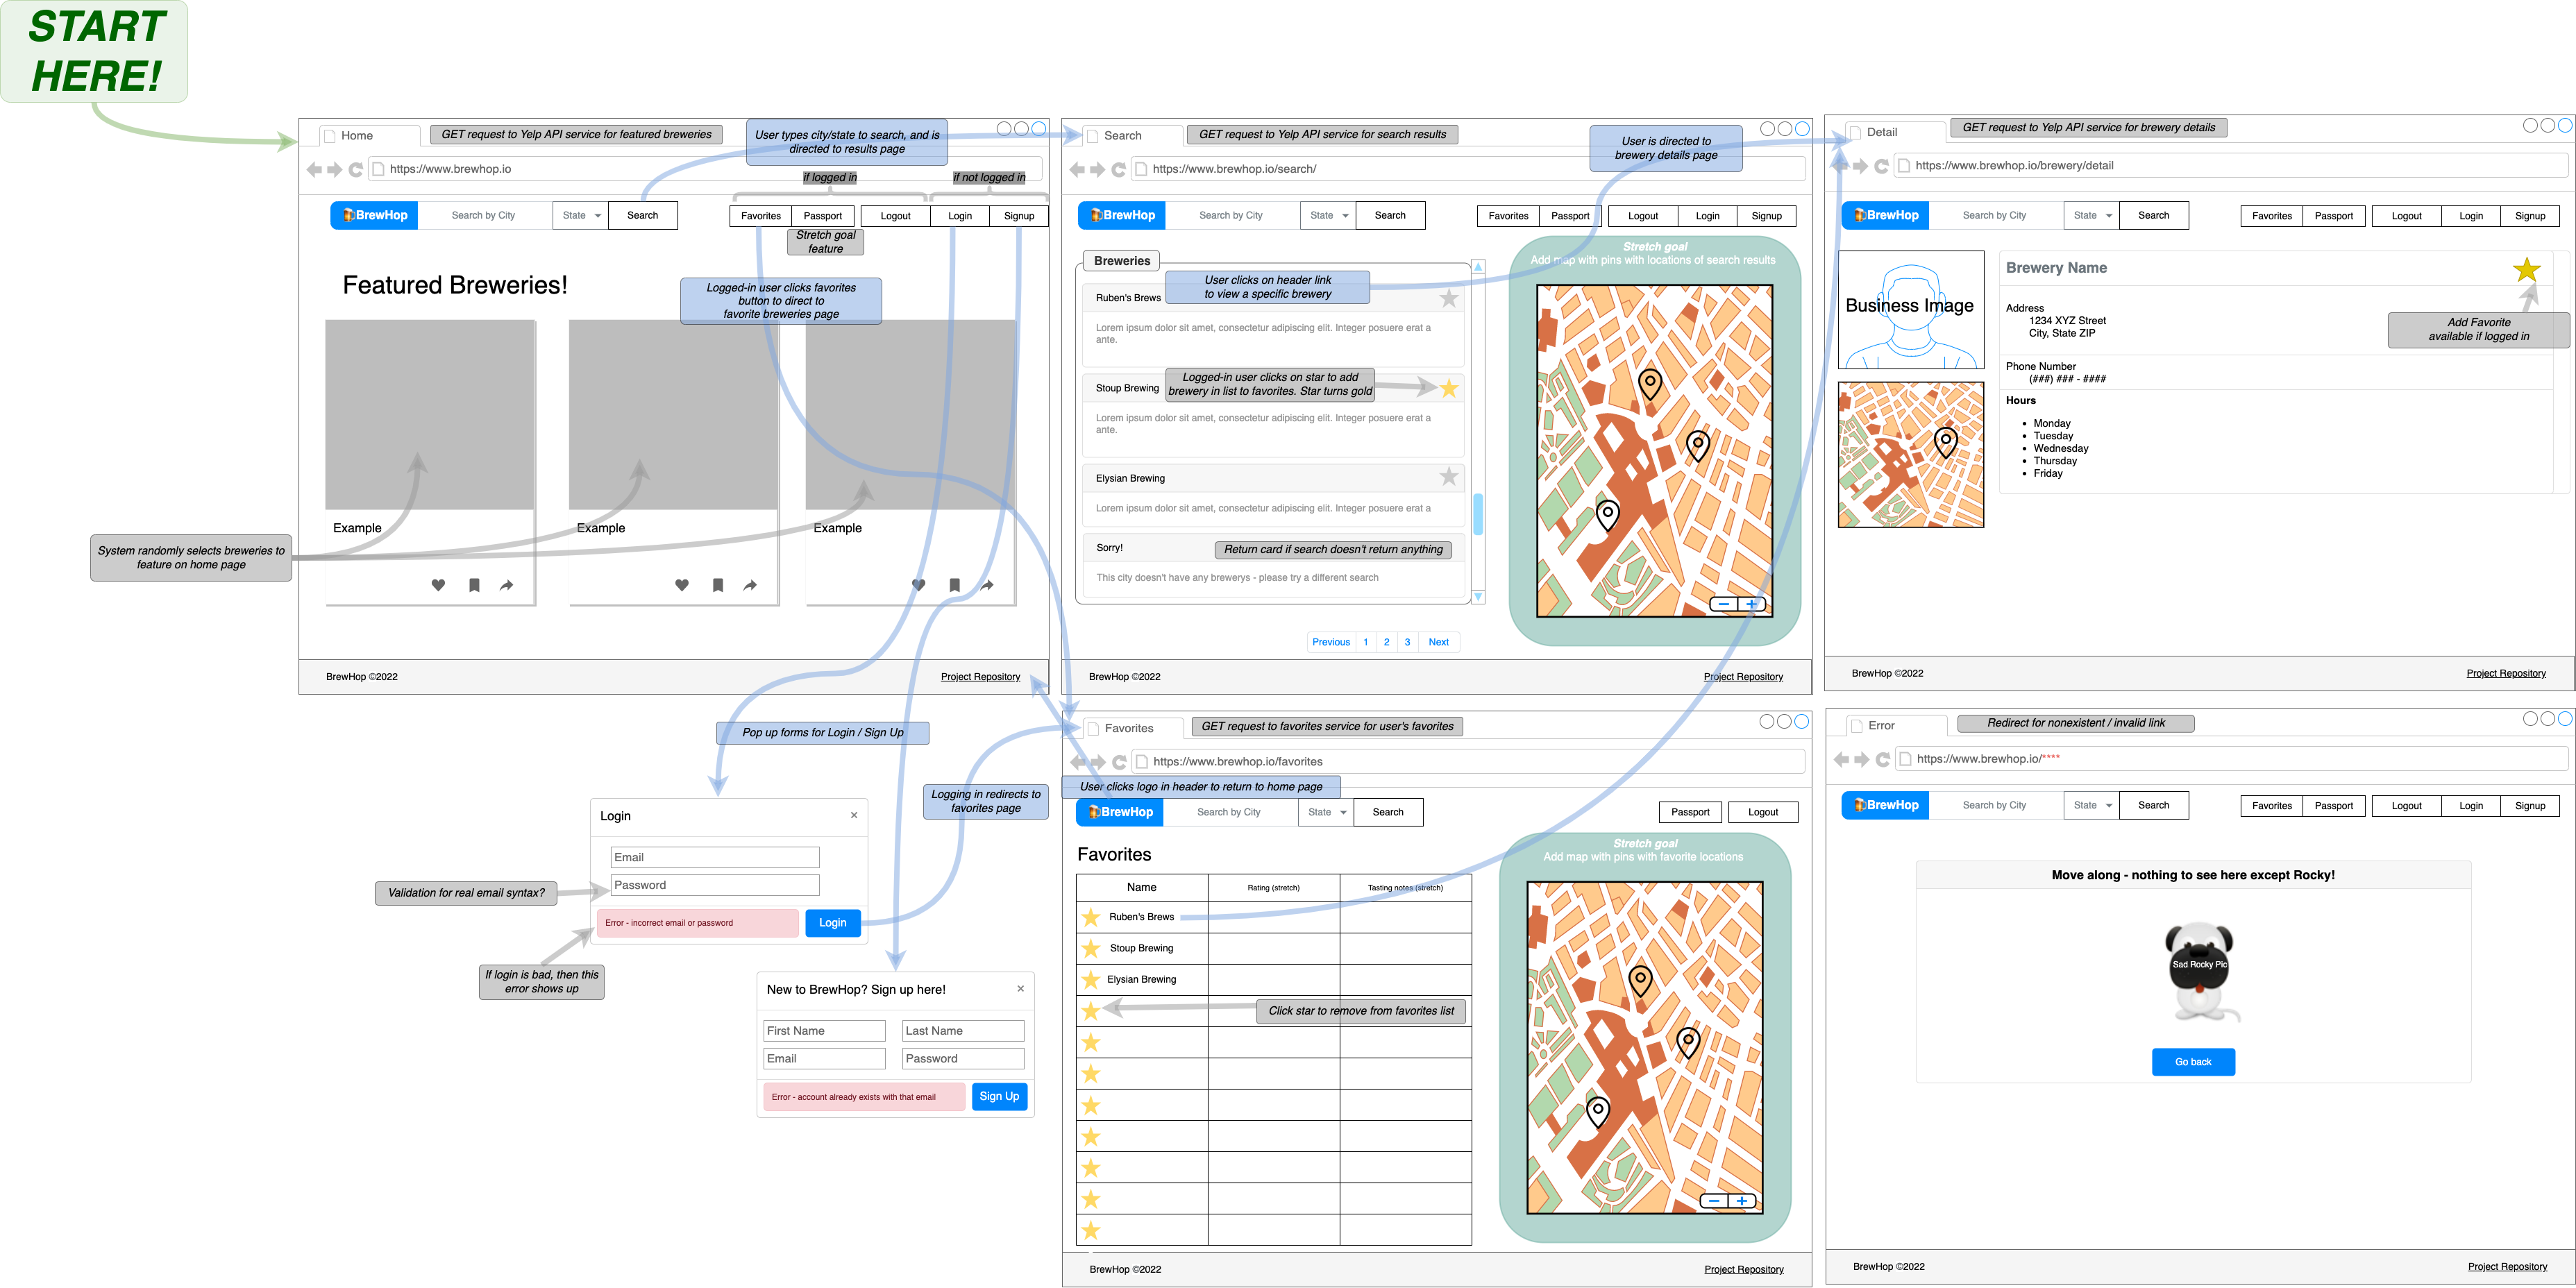 START
HERE!
Home
GET request to Yelp API service for featured breweries
User types city/state to search, and is
directed to results page
https://www.brewhop.io
if logged in
if not logged in
BrewHop
Search by City
State
Search
Favorites
Passport
Logout
Login
Signup
Stretch goal
feature
Featured Breweries!
Logged-in user clicks favorites
button to direct to
favorite breweries page
Example
Example
Example
System randomly selects breweries to
feature on home page
BrewHop ©2022
Project Repository
Search
GET request to Yelp API service for search results
User is directed to
brewery details page
https://www.brewhop.io/search/
BrewHop
Search by City
State
Search
Favorites
Passport
Logout
Login
Signup
Breweries
User clicks on header link
to view a specific brewery
Ruben's Brews
Lorem ipsum dolor sit amet, consectetur adipiscing elit. Integer posuere erat a
ante.
Stoup Brewing
Logged-in user clicks on star to add
brewery in list to favorites. Star turns gold
Lorem ipsum dolor sit amet, consectetur adipiscing elit. Integer posuere erat a
ante.
Elysian Brewing
Lorem ipsum dolor sit amet, consectetur adipiscing elit. Integer posuere erat a
Sorry!
Return card if search doesn't return anything
This city doesn't have any brewerys - please try a different search
Previous
1
2
3
Next
Stretch goal
Add map with pins with locations of search results
BrewHop ©2022
Project Repository
Detail
GET request to Yelp API service for brewery details
https://www.brewhop.io/brewery/detail
BrewHop
Search by City
State
Search
Favorites
Passport
Logout
Login
Signup
Business Image
Brewery Name
Address
1234 XYZ Street
City, State ZIP
Add Favorite
available if logged in
Phone Number
(###) ### - ####
Hours
Monday
Tuesday
Wednesday
Thursday
Friday
BrewHop ©2022
Project Repository
Pop up forms for Login / Sign Up
Logging in redirects to
favorites page
Login
×
Email
Password
Validation for real email syntax?
Error - incorrect email or password
Login
If login is bad, then this
error shows up
New to BrewHop? Sign up here!
×
First Name
Last Name
Email
Password
Error - account already exists with that email
Sign Up
Favorites
GET request to favorites service for user's favorites
https://www.brewhop.io/favorites
User clicks logo in header to return to home page
BrewHop
Search by City
State
Search
Passport
Logout
Favorites
Name
Rating (stretch)
Tasting notes (stretch)
Ruben's Brews
Stoup Brewing
Elysian Brewing
Click star to remove from favorites list
Stretch goal
Add map with pins with favorite locations
BrewHop ©2022
Project Repository
Error
Redirect for nonexistent / invalid link
https://www.brewhop.io/****
BrewHop
Search by City
State
Search
Favorites
Passport
Logout
Login
Signup
Move along - nothing to see here except Rocky!
Sad Rocky Pic
Go back
BrewHop ©2022
Project Repository